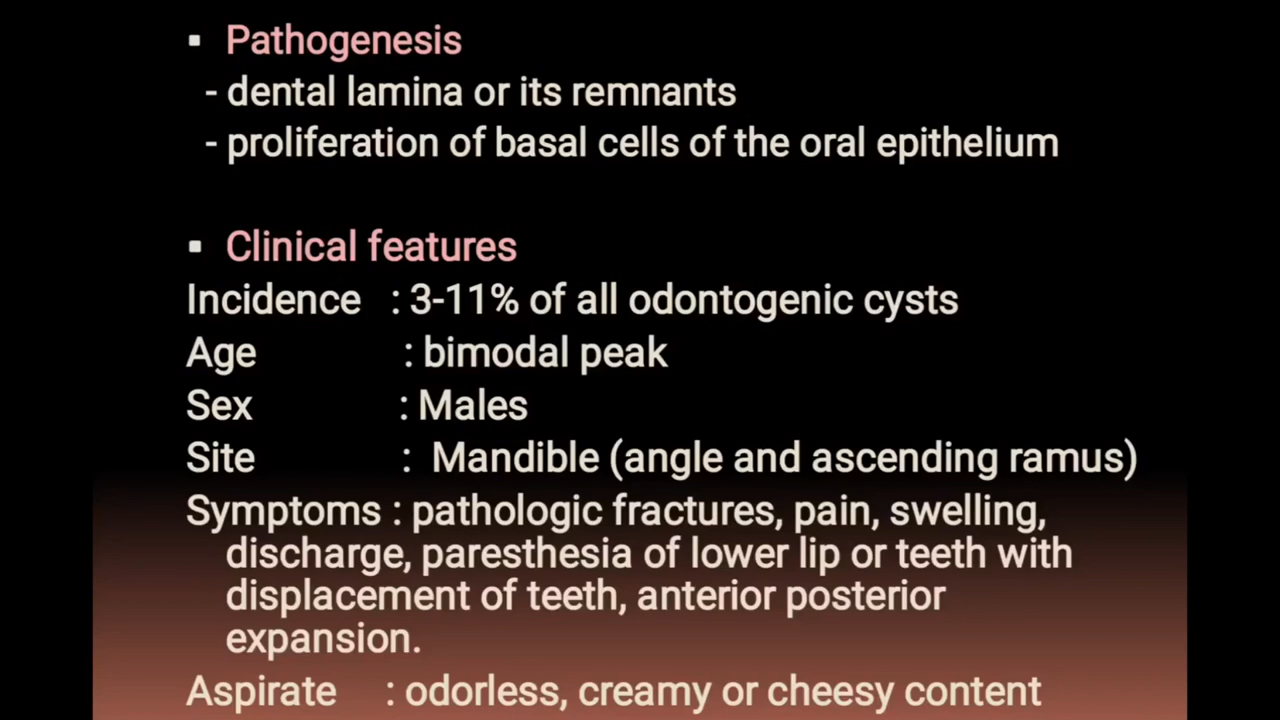 ▪ Pathogenesis
- dental lamina or its remnants
- proliferation of basal cells of the oral epithelium
▪ Clinical features
Incidence : 3-11% of all odontogenic cysts
Age : bimodal peak
Sex : Males
Site : Mandible (angle and ascending ramus)
Symptoms : pathologic fractures, pain, swelling,
discharge, paresthesia of lower lip or teeth with
displacement of teeth, anterior posterior
expansion.
Aspirate : odorless, creamy or cheesy content